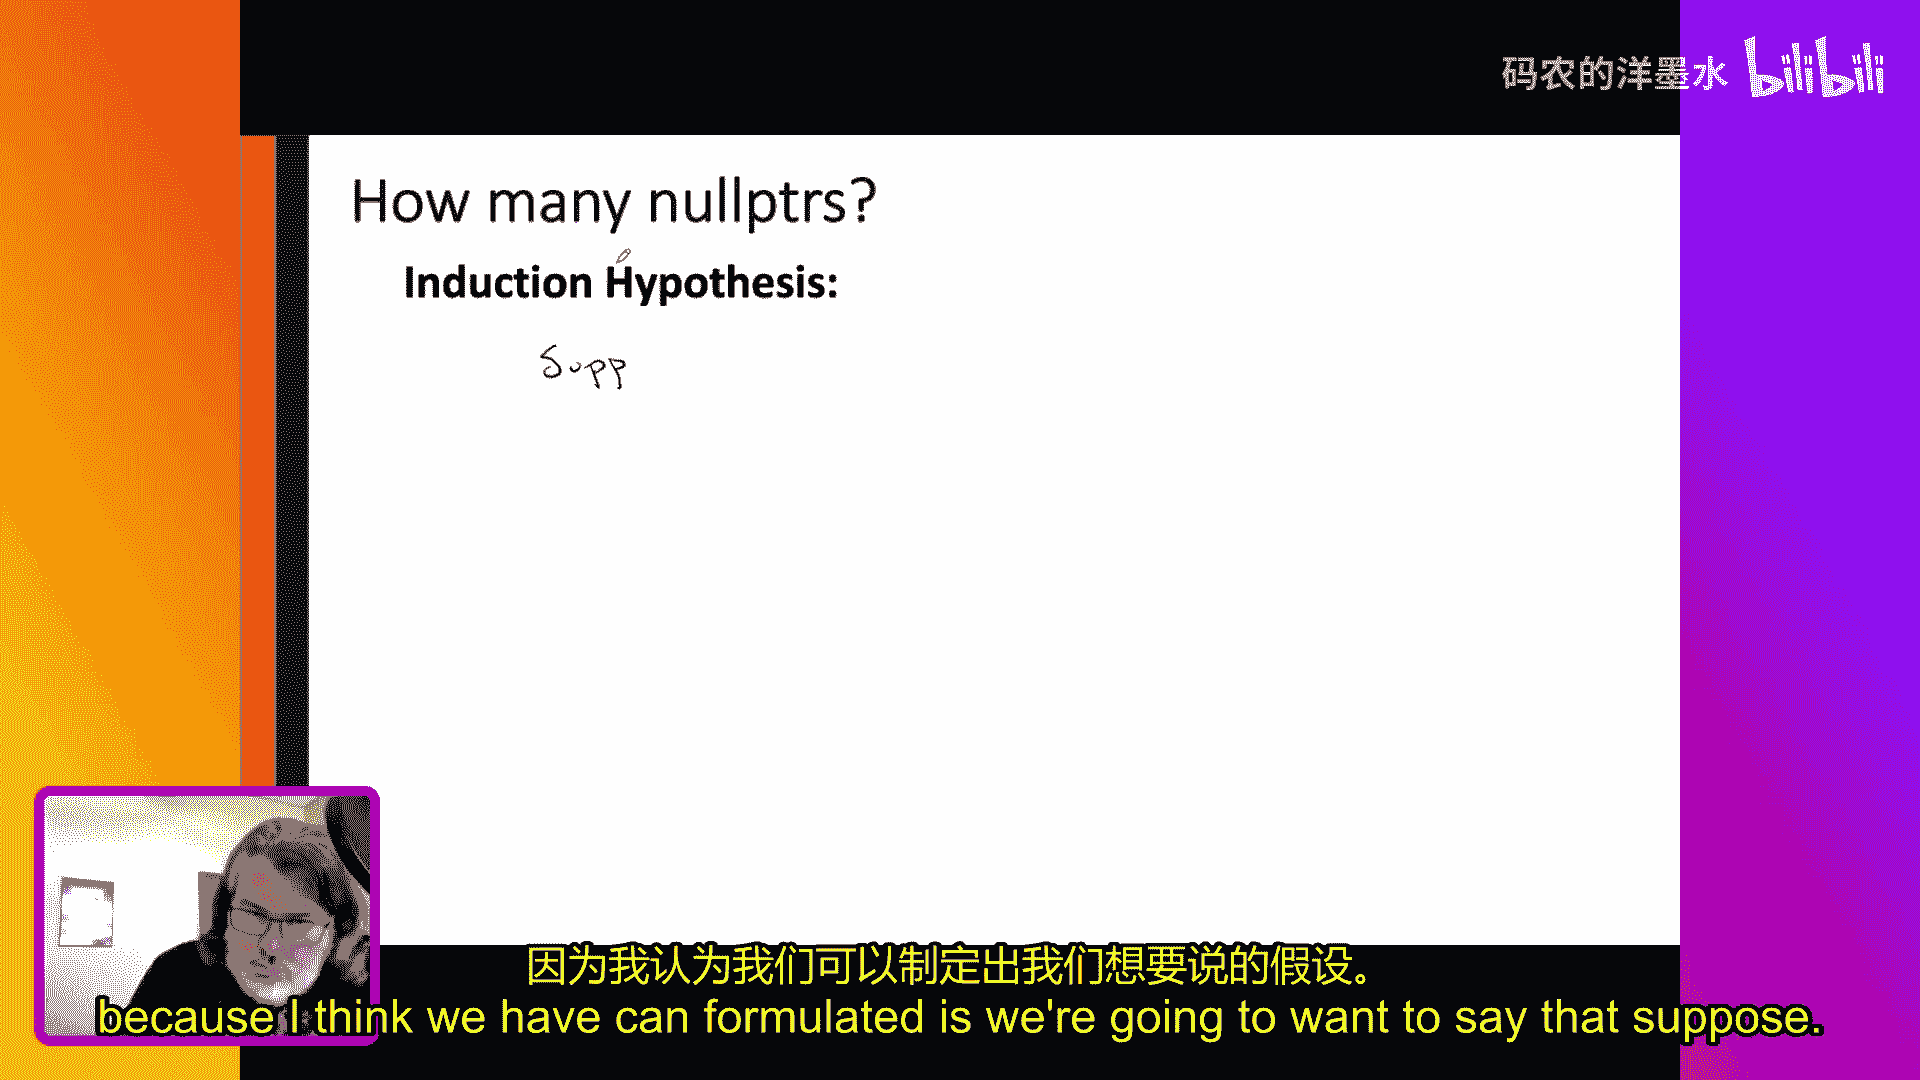 码农的洋墨水 bilibili
How many nullptrs?
Induction Hypothesis:
Supp
因为我认为我们可以制定出我们想要说的假设。
because I think we have can formulated is we're going to want to say that suppose.